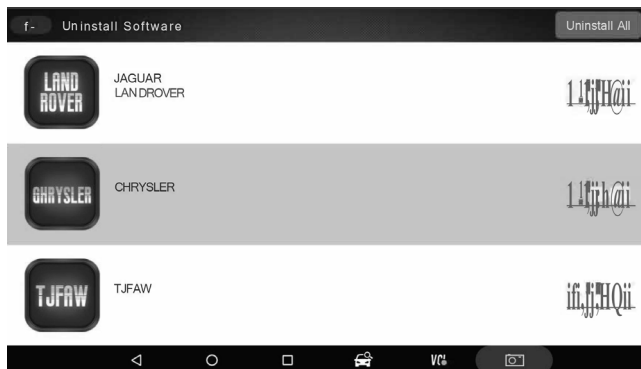 Uninstall Software
Uninstall All
LAND
ROVER
JAGUAR
LANDROVER
CHRYSLER
CHRYSLER
TJFAW
TJFAW
VCI